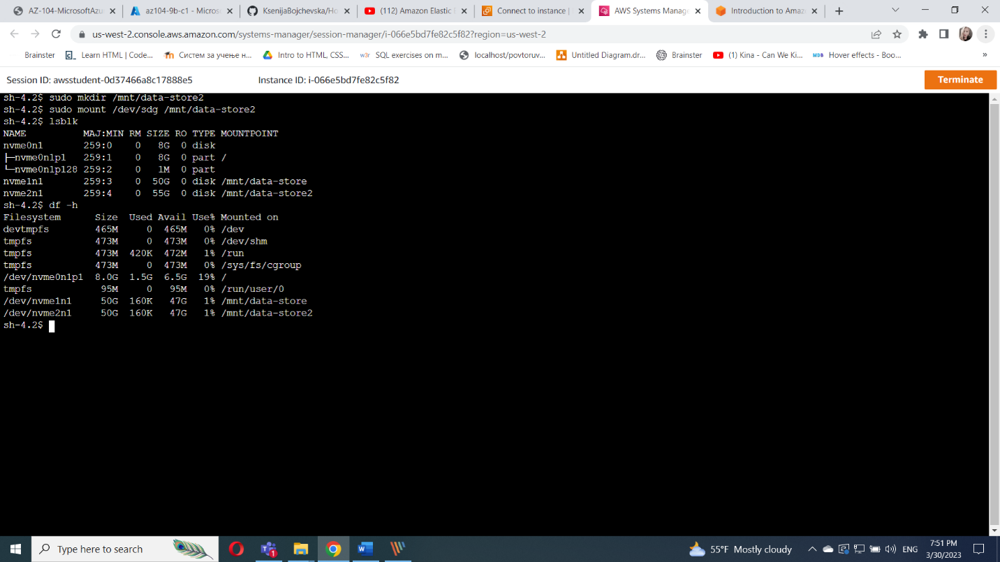 AZ-104-MicrosoftAzu
az104-9b-c1 - Micros
KsenijaBojchevska/Ho
(112) Amazon Elastic
Connect to instance |
AWS Systems Manag
Introduction to Amaz
us-west-2.console.aws.amazon.com/systems-manager/session-manager/i-066e5bd7fe82c5f82?region=us-west-2
Brainster
Learn HTML | Code...
Систем за учење н...
Intro to HTML, CSS...
w3r SQL exercises on m...
localhost/povtoruv...
Untitled Diagram.dr...
Brainster
(1) Kina - Can We Ki...
MDB Hover effects - Boo...
»
Session ID: awsstudent-0d37466a8c17888e5 Instance ID: i-066e5bd7fe82c5f82 Terminate
sh-4.2$ sudo mkdir /mnt/data-store2
sh-4.2$ sudo mount /dev/sdg /mnt/data-store2
sh-4.2$ lsblk
NAME MAJ:MIN RM SIZE RO TYPE MOUNTPOINT
nvme0n1 259:0 0 8G 0 disk
├─nvme0n1p1 259:1 0 8G 0 part /
└─nvme0n1p128 259:2 0 1M 0 part
nvme1n1 259:3 0 50G 0 disk /mnt/data-store
nvme2n1 259:4 0 55G 0 disk /mnt/data-store2
sh-4.2$ df -h
Filesystem Size Used Avail Use% Mounted on
devtmpfs 465M 0 465M 0% /dev
tmpfs 473M 0 473M 0% /dev/shm
tmpfs 473M 420K 472M 1% /run
tmpfs 473M 0 473M 0% /sys/fs/cgroup
/dev/nvme0n1p1 8.0G 1.5G 6.5G 19% /
tmpfs 95M 0 95M 0% /run/user/0
/dev/nvme1n1 50G 160K 47G 1% /mnt/data-store
/dev/nvme2n1 50G 160K 47G 1% /mnt/data-store2
sh-4.2$
Type here to search
55°F Mostly cloudy
ENG
7:51 PM
3/30/2023